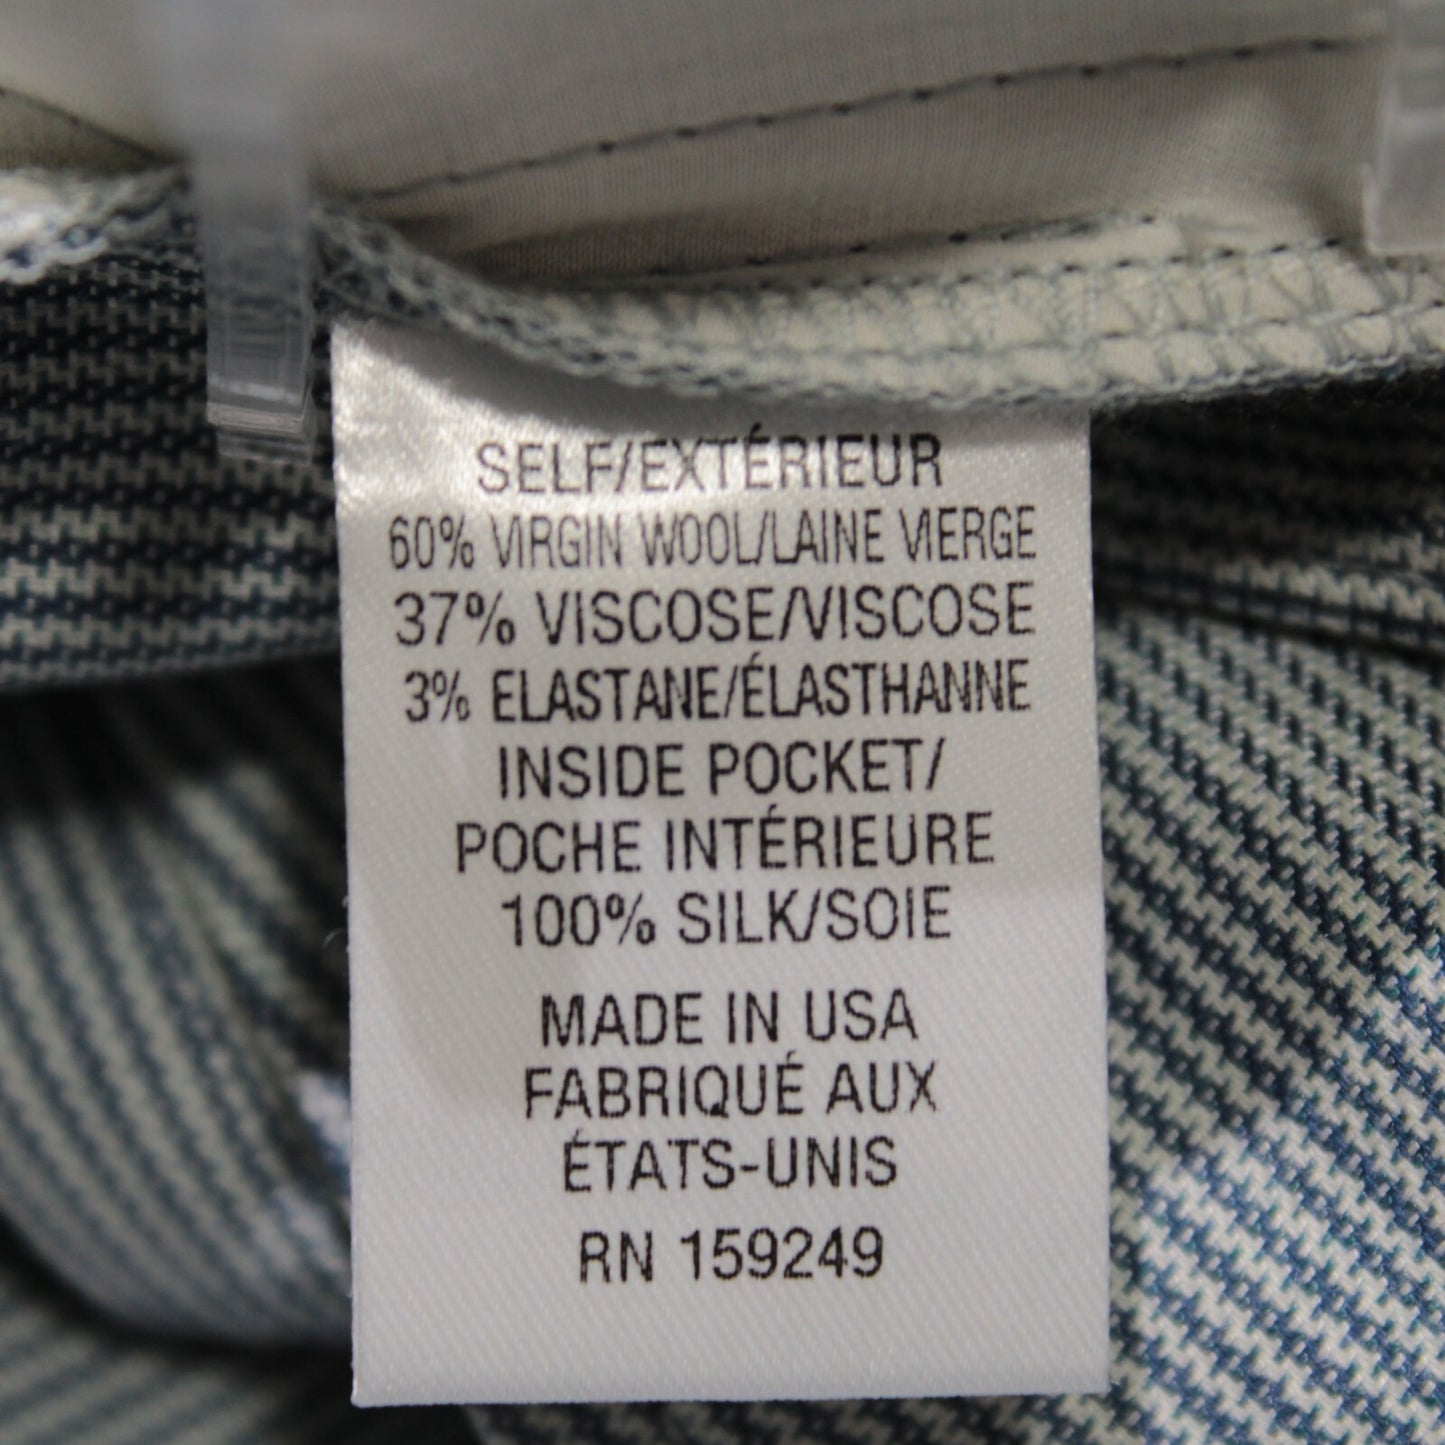 SELF/EXTÉRIEUR
60% VIRGIN WOOL/LAINE VIERGE
37% VISCOSE/VISCOSE
3% ELASTANE/ÉLASTHANNE
INSIDE POCKET/
POCHE INTÉRIEURE
100% SILK/SOIE
MADE IN USA
FABRIQUÉ AUX
ÉTATS-UNIS
RN 159249